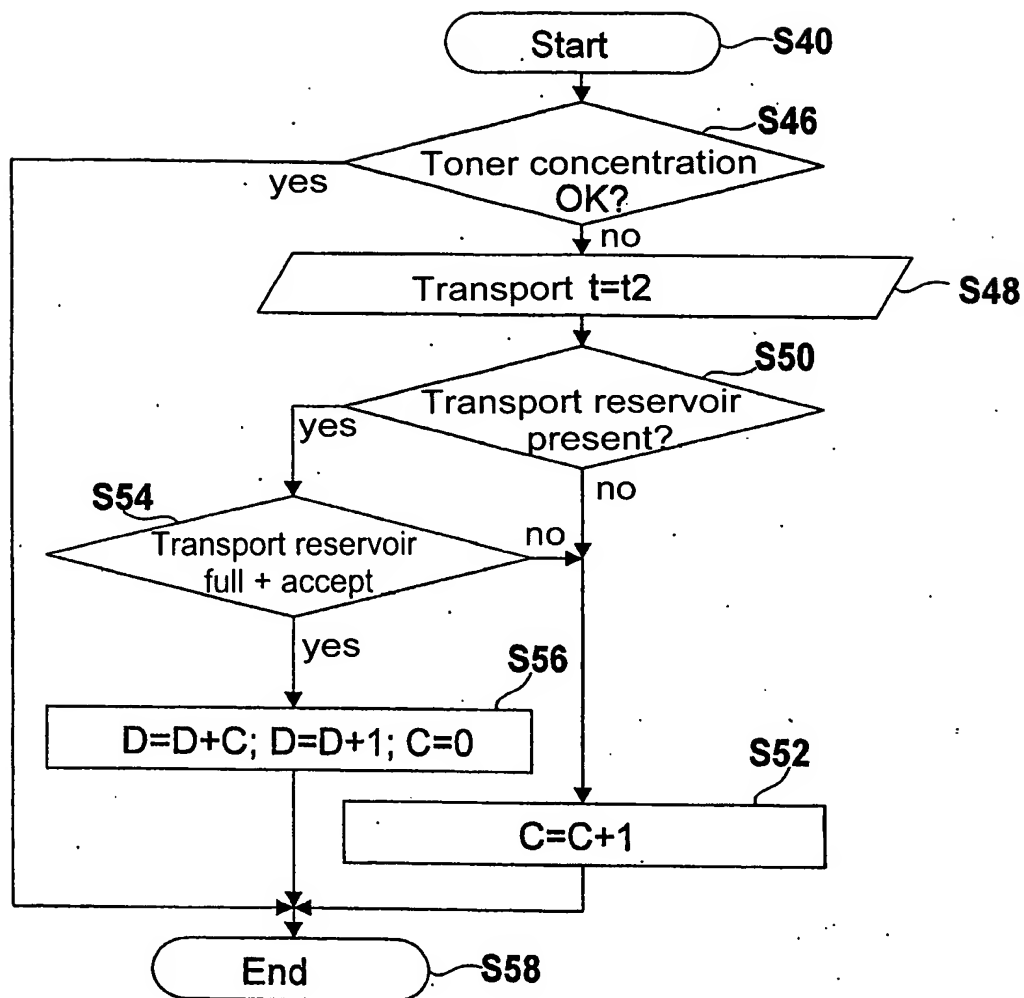 Start
S40
S46
Toner concentration
OK?
yes
no
Transport t=t2
S48
S50
Transport reservoir
present?
yes
no
S54
Transport reservoir
full + accept
no
yes
S56
D=D+C; D=D+1; C=0
S52
C=C+1
End
S58